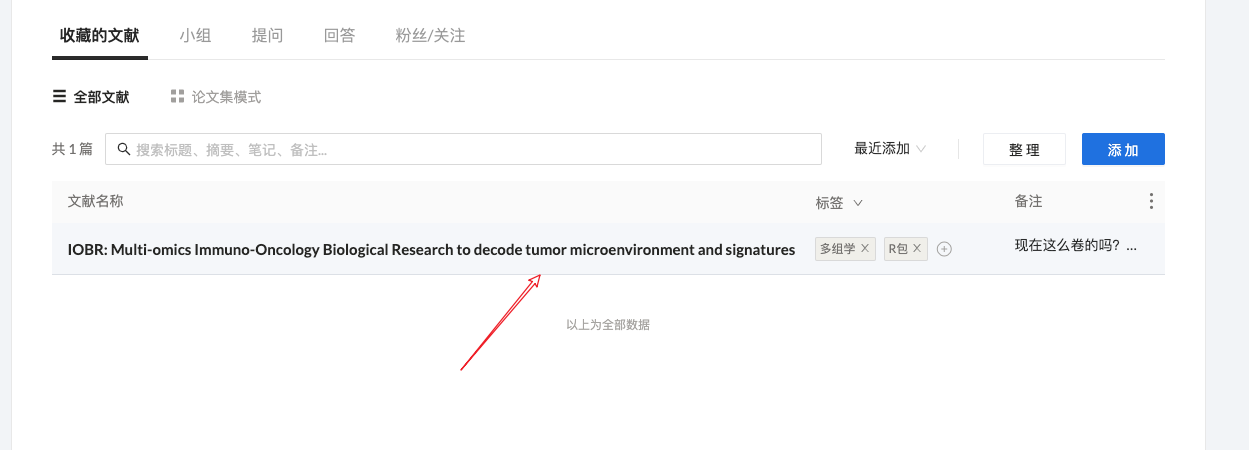 收藏的文献 小组 提问 回答 粉丝/关注
全部文献 论文集模式
共 1 篇 搜索标题、摘要、笔记、备注... 最近添加 整 理 添 加
文献名称 标签 备注
IOBR: Multi-omics Immuno-Oncology Biological Research to decode tumor microenvironment and signatures 多组学 R包 现在这么卷的吗? ...
以上为全部数据